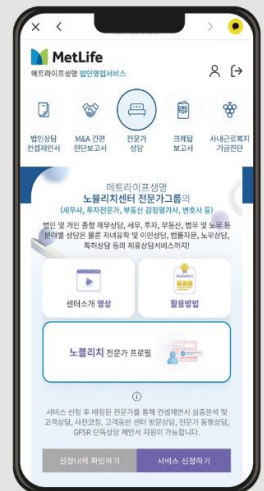 MetLife
메트라이프생명 법인영업서비스
법인상담
컨셉제안서
M&A 간편
진단보고서
전문가
상담
크레탑
보고서
사내근로복지
기금진단
메트라이프생명
노블리치센터 전문가그룹의
(세무사, 투자전문가, 부동산 감정평가사, 변호사 등)
법인 및 개인 종합 재무상담, 세무, 투자, 부동산, 법무 및 노무 등
분야별 상담은 물론 자녀유학 및 이민상담, 법률자문, 노무상담,
특허상담 등의 제휴상담서비스까지!
센터소개 영상
활용방법
노블리치 전문가 프로필
서비스 신청 후 배정된 전문가를 통해 컨셉제안서 심층분석 및
고객상담, 사전코칭, 고객동반 센터 방문상담, 전문가 동행상담,
GFSR 단독상담 제안서 지원이 가능합니다.
신청내역 확인하기
서비스 신청하기